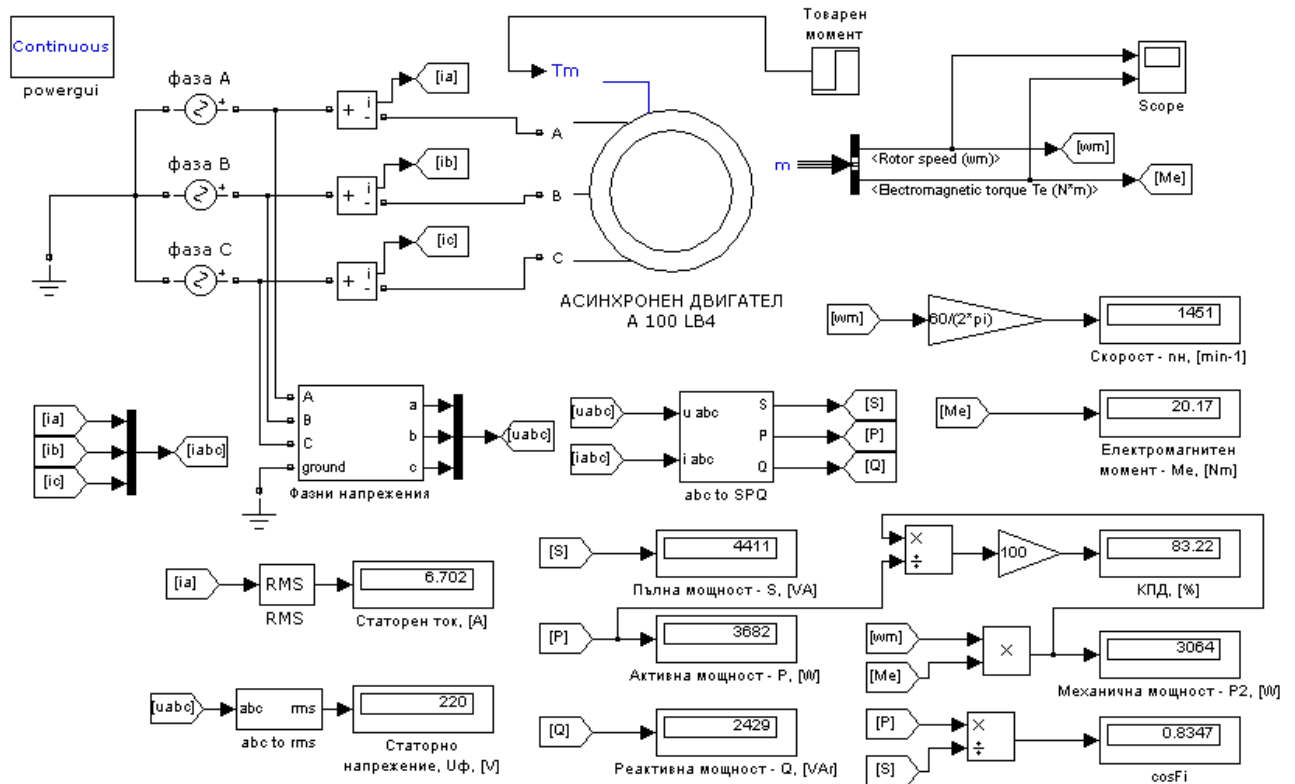 Continuous
powergui
фаза A
фаза B
фаза C
+
i
-
[ia]
+
i
-
[ib]
+
i
-
[ic]
Товарен
момент
Tm
A
B
C
АСИНХРОНЕН ДВИГАТЕЛ
A 100 LB4
m
<Rotor speed (wm)>
<Electromagnetic torque Te (N*m)>
[wm]
[Me]
Scope
[wm]
60/(2*pi)
1451
Скорост - nн, [min-1]
[Me]
20.17
Електромагнитен
момент - Me, [Nm]
[ia]
[ib]
[ic]
[iabc]
A
B
C
ground
a
b
c
Фазни напрежения
[uabc]
[uabc]
[iabc]
u abc
i abc
S
P
Q
abc to SPQ
[S]
[P]
[Q]
[ia]
RMS
RMS
6.702
Статорен ток, [A]
[uabc]
abc rms
abc to rms
220
Статорно
напрежение, Uф, [V]
[S]
4411
Пълна мощност - S, [VA]
[P]
3682
Активна мощност - P, [W]
[Q]
2429
Реактивна мощност - Q, [VAr]
×
÷
100
83.22
КПД, [%]
[wm]
[Me]
×
3064
Механична мощност - P2, [W]
[P]
[S]
×
÷
0.8347
cosFi